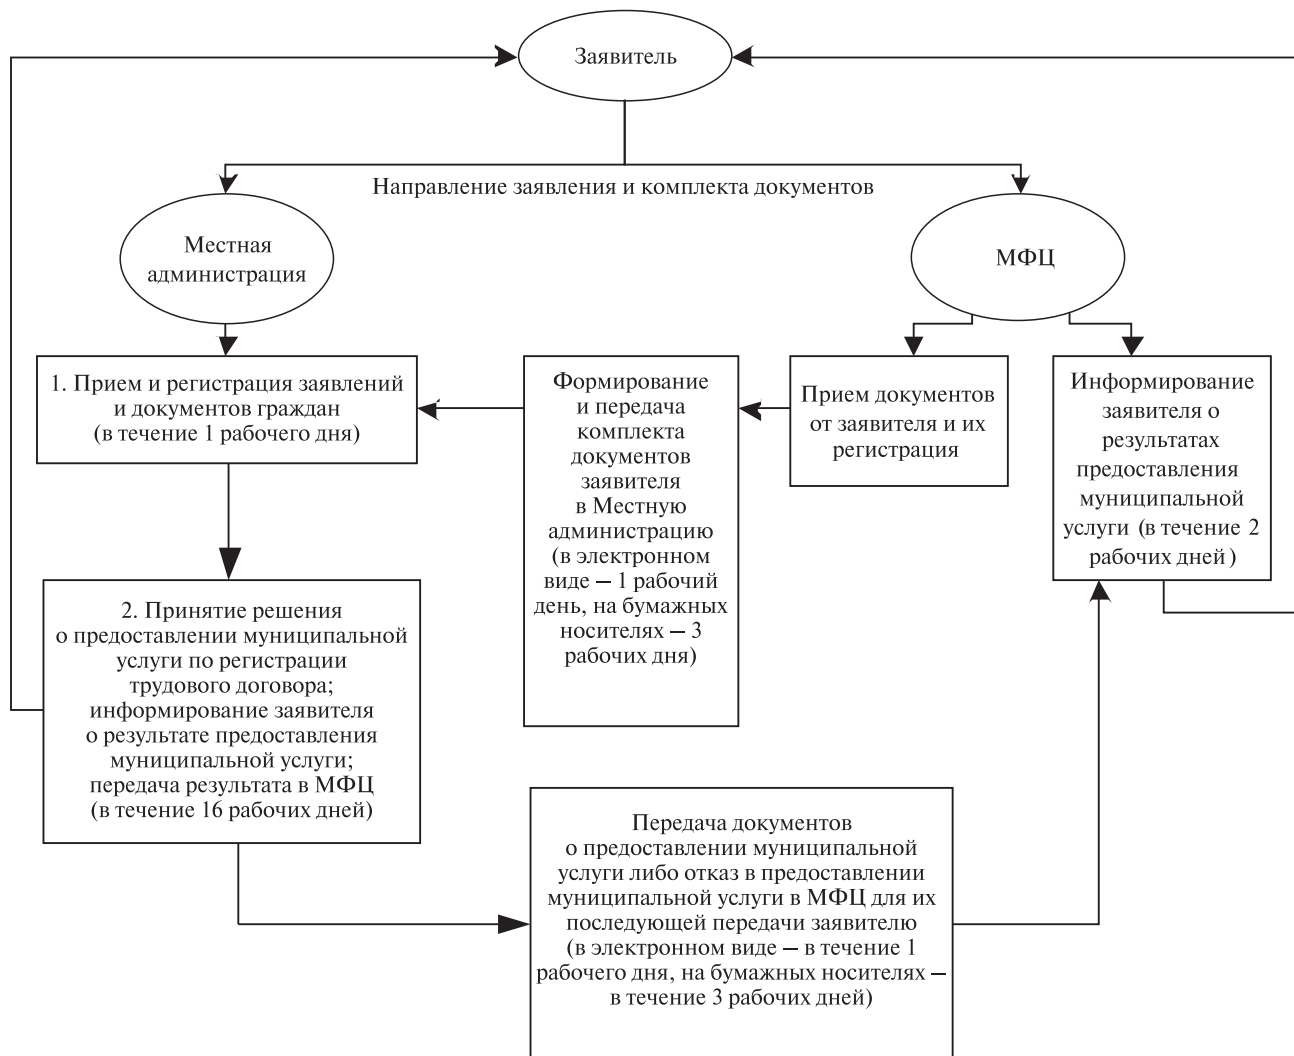 Заявитель
Направление заявления и комплекта документов
Местная
администрация
МФЦ
1. Прием и регистрация заявлений
и документов граждан
(в течение 1 рабочего дня)
Формирование
и передача
комплекта
документов
заявителя
в Местную
администрацию
(в электронном
виде – 1 рабочий
день, на бумажных
носителях – 3
рабочих дня)
Прием документов
от заявителя и их
регистрация
Информирование
заявителя о
результатах
предоставления
муниципальной
услуги (в течение 2
рабочих дней)
2. Принятие решения
о предоставлении муниципальной
услуги по регистрации
трудового договора;
информирование заявителя
о результате предоставления
муниципальной услуги;
передача результата в МФЦ
(в течение 16 рабочих дней)
Передача документов
о предоставлении муниципальной
услуги либо отказ в предоставлении
муниципальной услуги в МФЦ для их
последующей передачи заявителю
(в электронном виде – в течение 1
рабочего дня, на бумажных носителях –
в течение 3 рабочих дней)